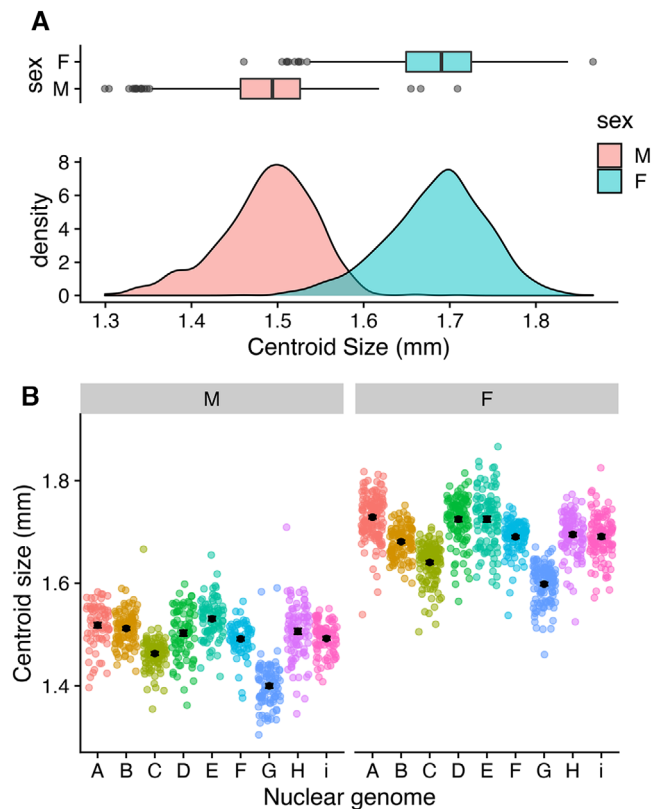 A
sex
F
M
sex
M
F
density
8
6
4
2
0
1.3 1.4 1.5 1.6 1.7 1.8
Centroid Size (mm)
B
M F
Centroid size (mm)
1.8
1.6
1.4
A B C D E F G H i A B C D E F G H i
Nuclear genome